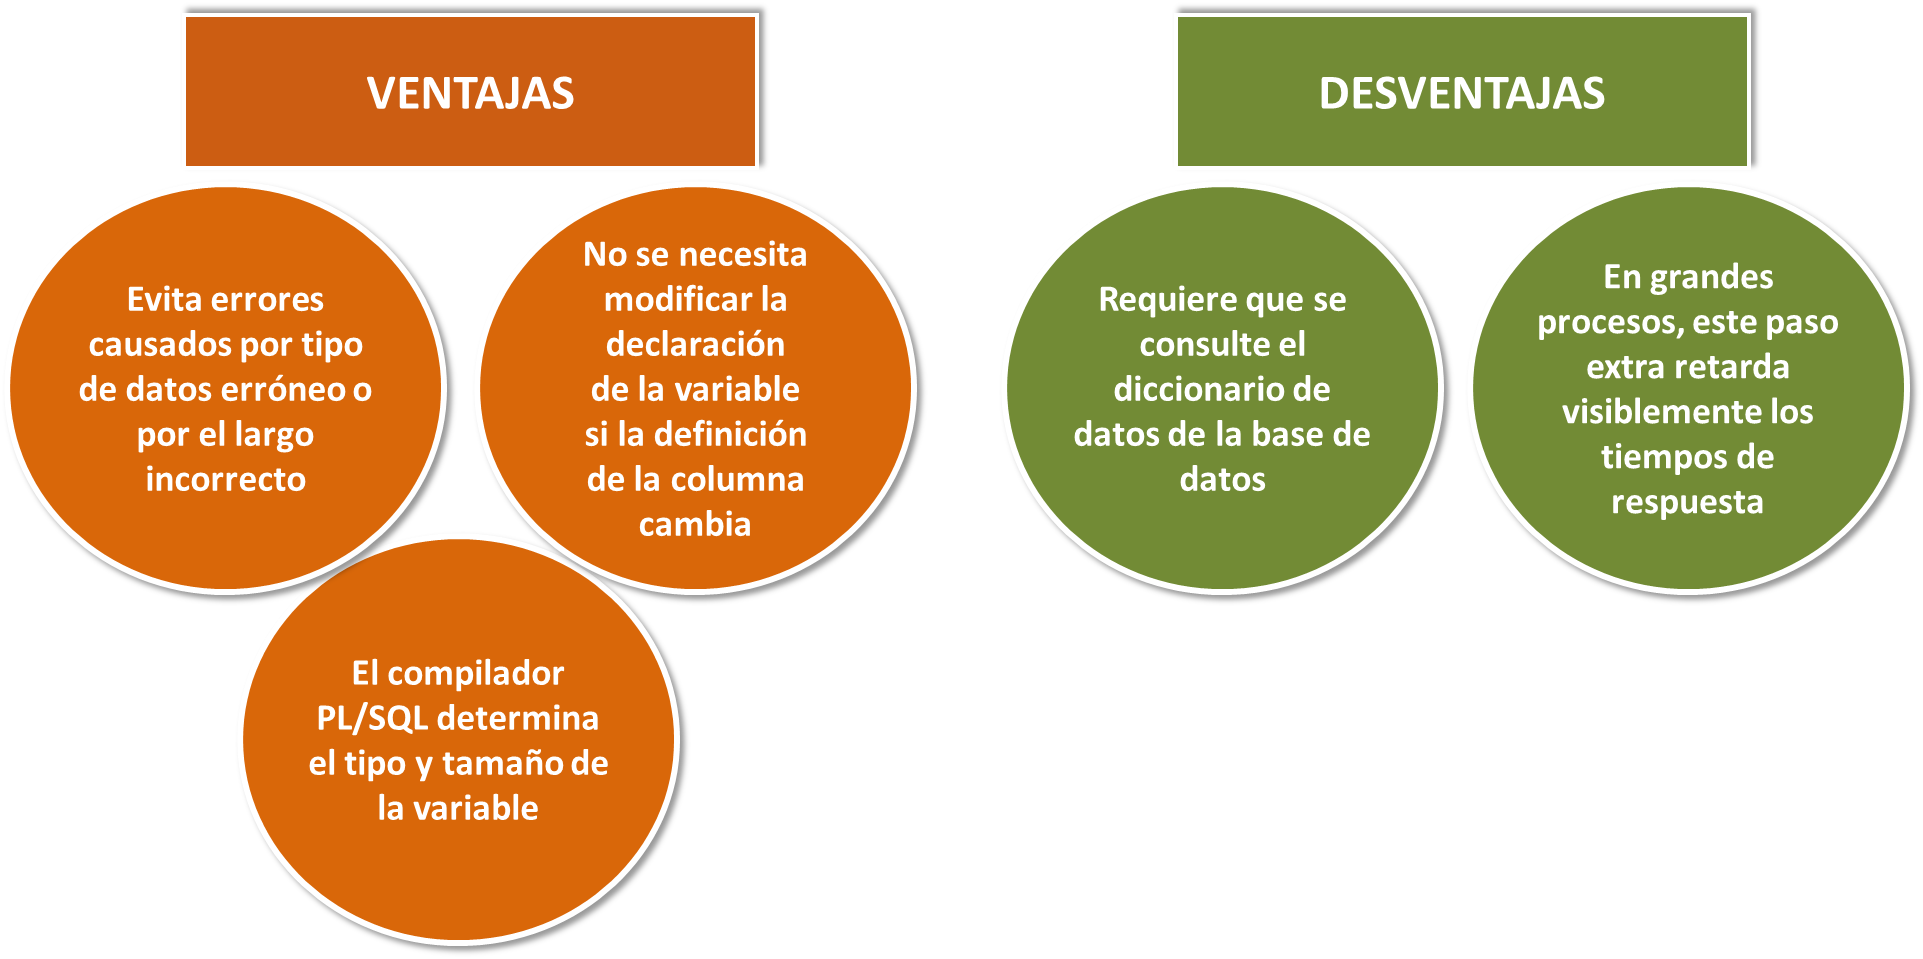 VENTAJAS
Evita errores
causados por tipo
de datos erróneo o
por el largo
incorrecto
No se necesita
modificar la
declaración
de la variable
si la definición
de la columna
cambia
El compilador
PL/SQL determina
el tipo y tamaño de
la variable
DESVENTAJAS
Requiere que se
consulte el
diccionario de
datos de la base de
datos
En grandes
procesos, este paso
extra retarda
visiblemente los
tiempos de
respuesta